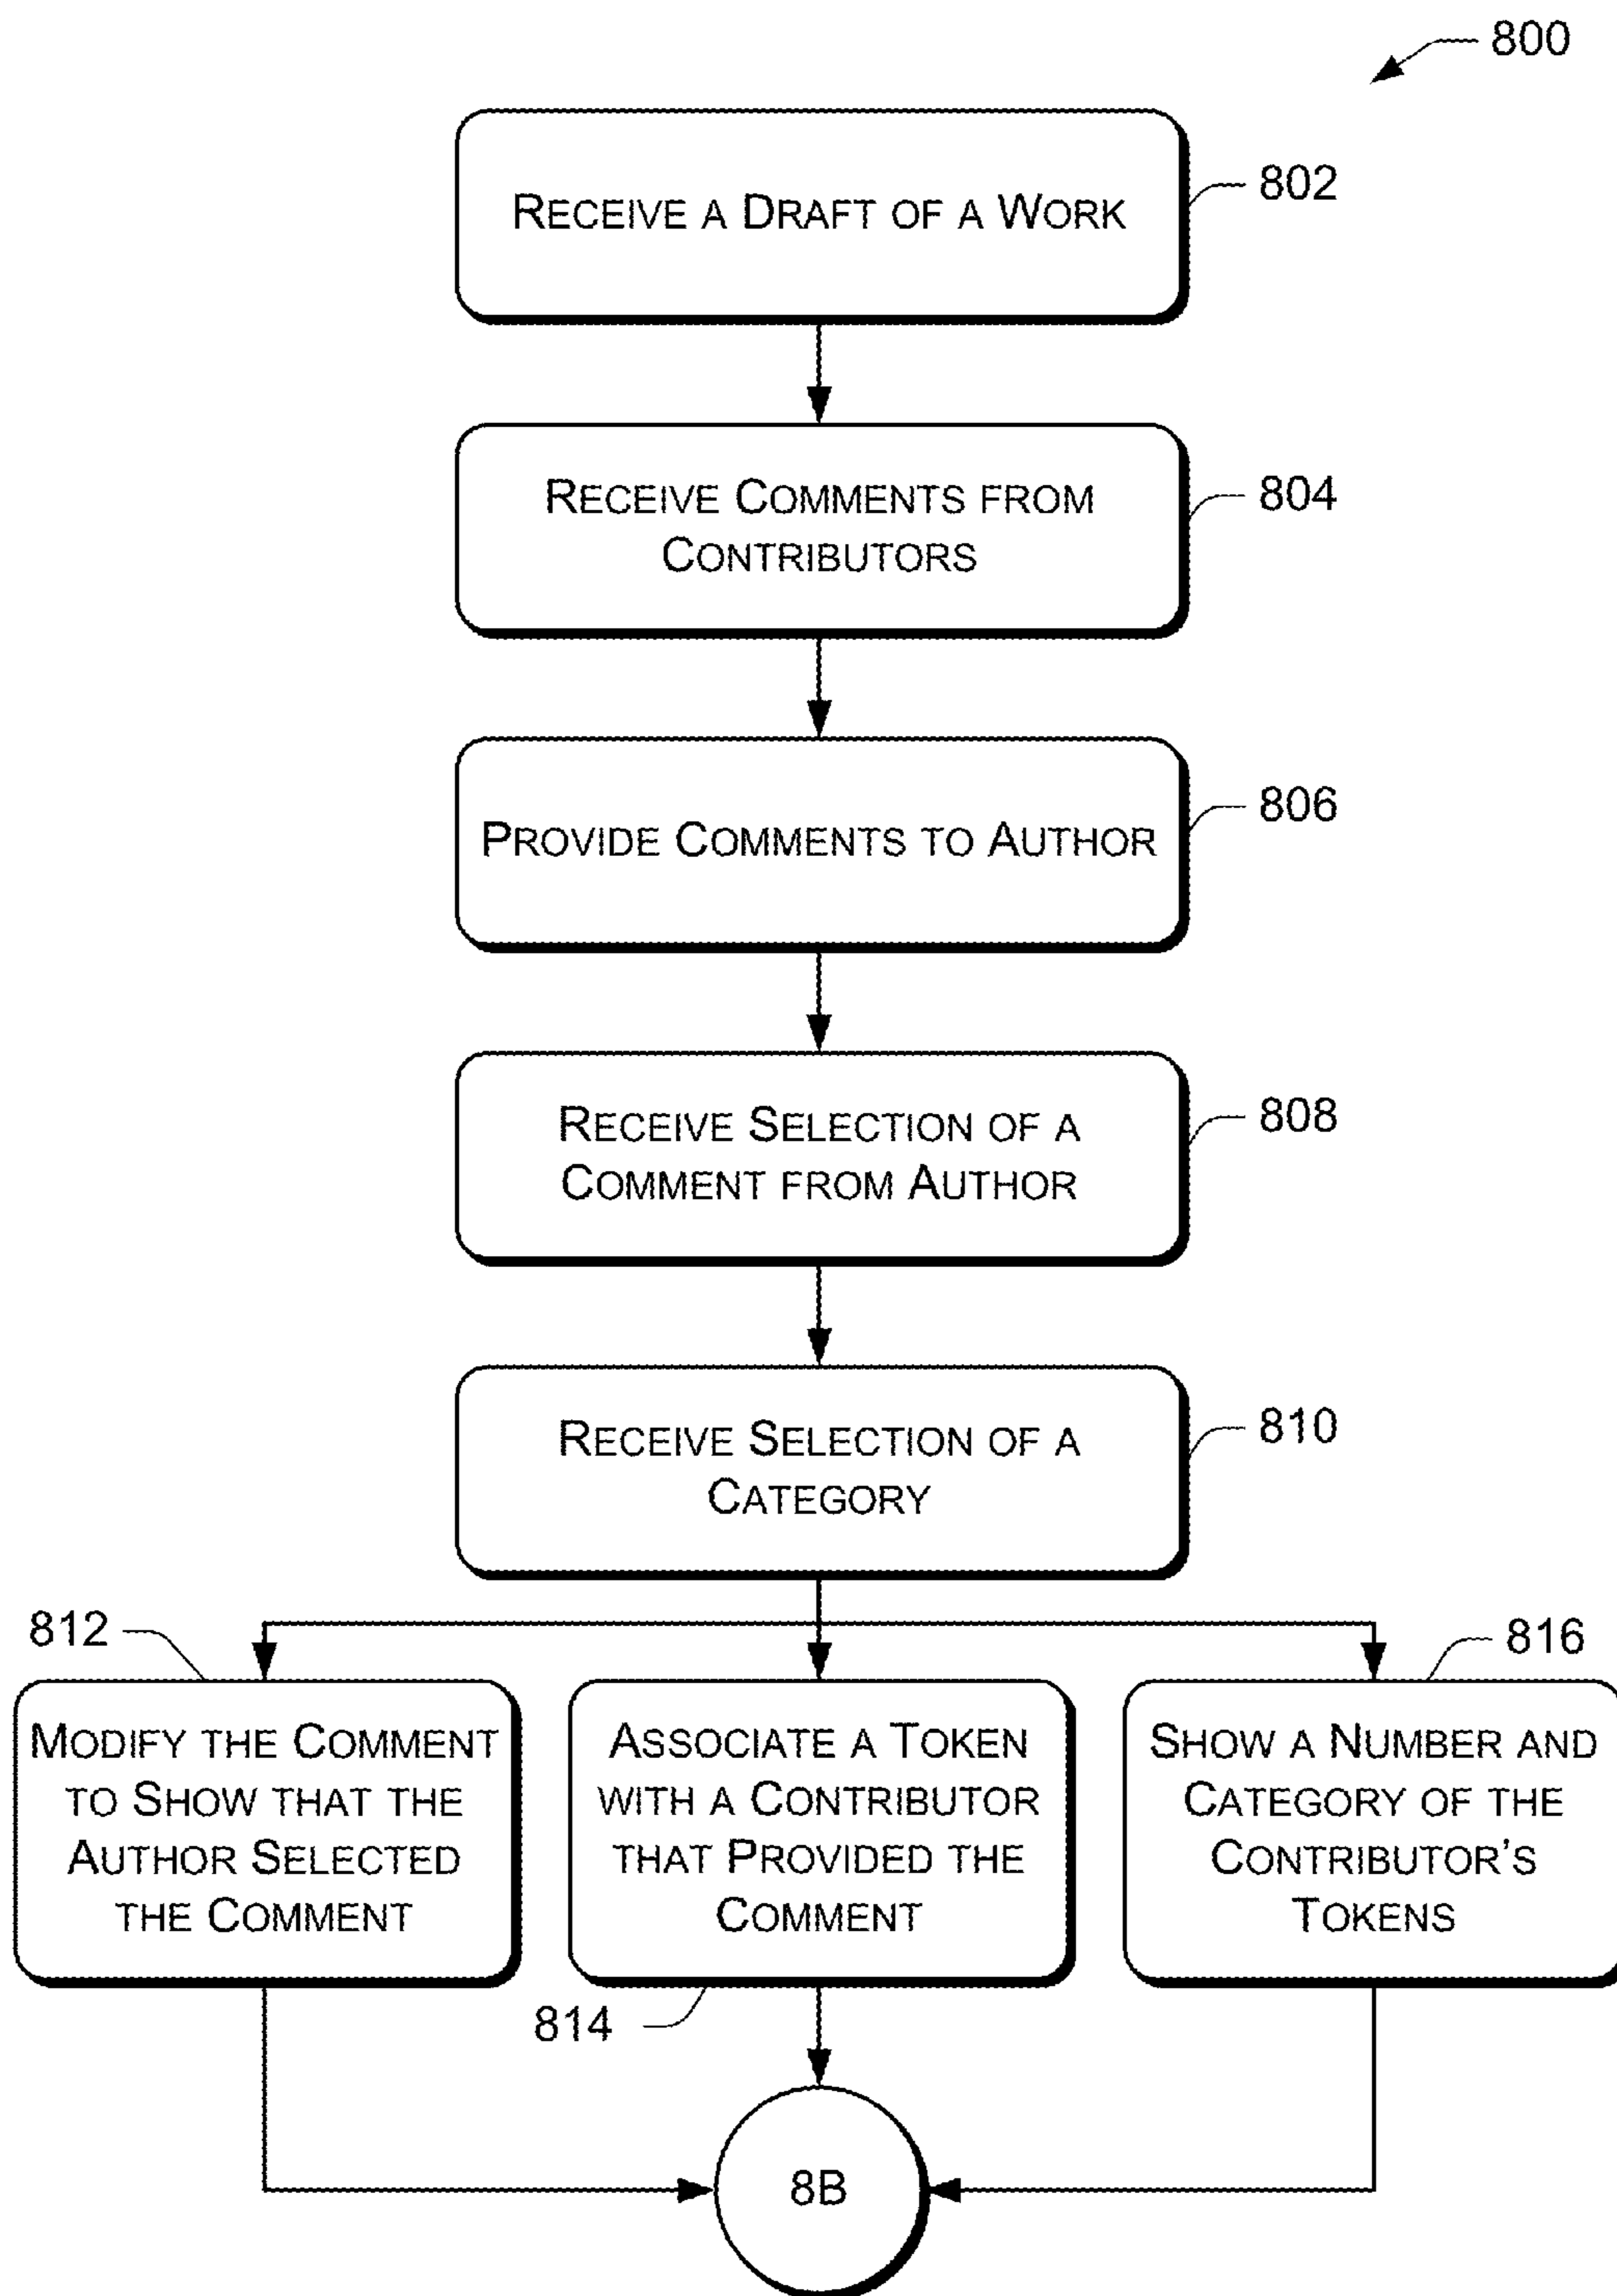 800
RECEIVE A DRAFT OF A WORK
802
RECEIVE COMMENTS FROM
CONTRIBUTORS
804
PROVIDE COMMENTS TO AUTHOR
806
RECEIVE SELECTION OF A
COMMENT FROM AUTHOR
808
RECEIVE SELECTION OF A
CATEGORY
810
812
MODIFY THE COMMENT
TO SHOW THAT THE
AUTHOR SELECTED
THE COMMENT
ASSOCIATE A TOKEN
WITH A CONTRIBUTOR
THAT PROVIDED THE
COMMENT
814
816
SHOW A NUMBER AND
CATEGORY OF THE
CONTRIBUTOR'S
TOKENS
8B